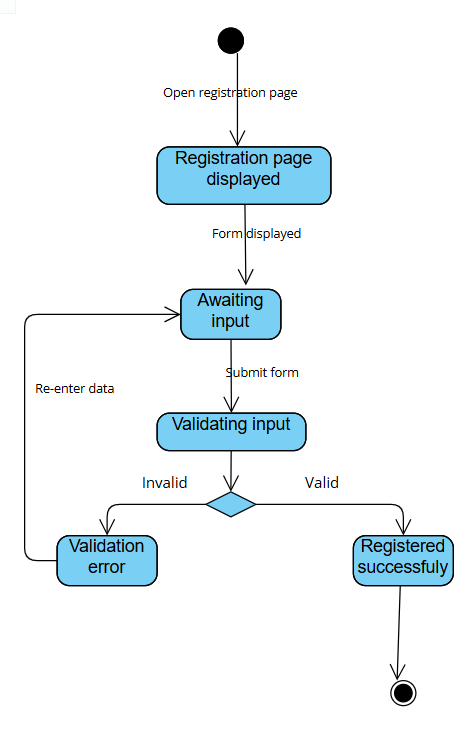 Open registration page
Registration page
displayed
Form displayed
Awaiting
input
Re-enter data
Submit form
Validating input
Invalid
Valid
Validation
error
Registered
successfuly